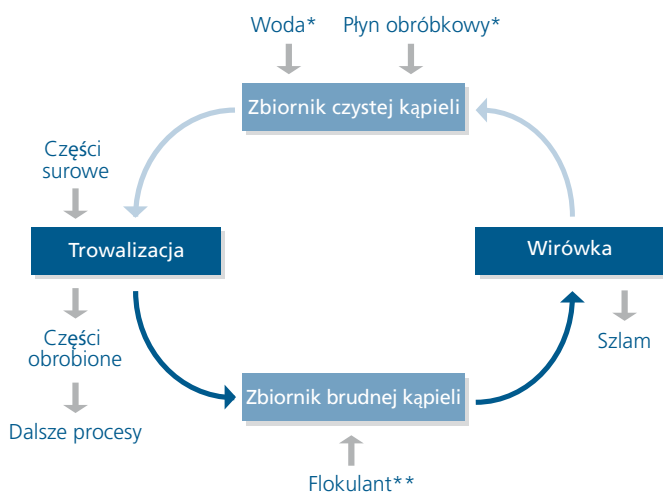 Woda* Płyn obróbkowy*
Zbiornik czystej kąpieli
Części
surowe
Trowalizacja
Wirówka
Części
obrobione
Szlam
Zbiornik brudnej kąpieli
Dalsze procesy
Flokulant**